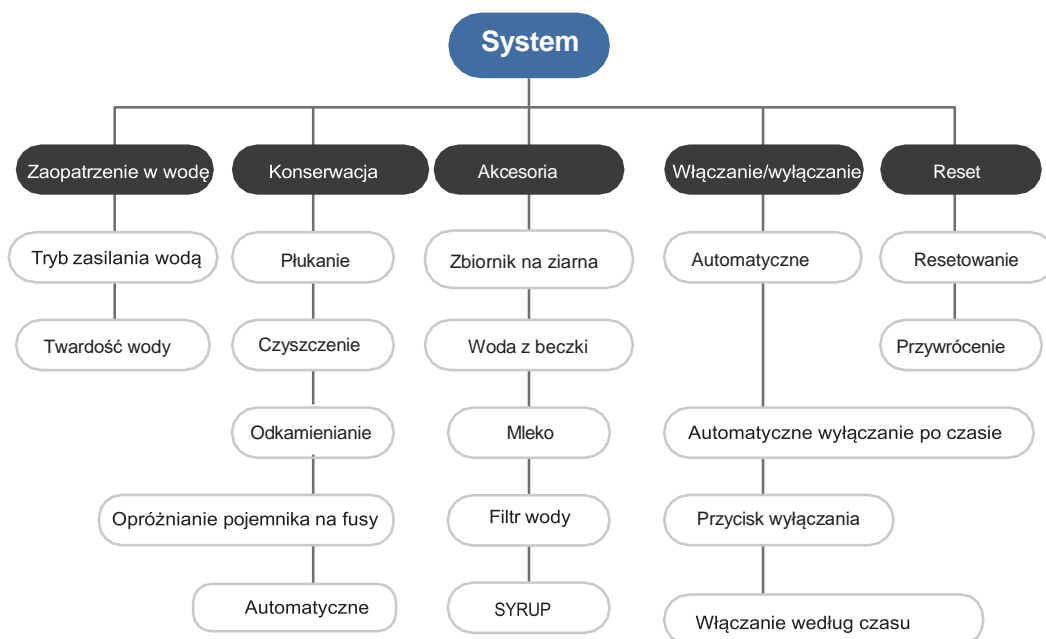 System
Zaopatrzenie w wodę
Konserwacja
Akcesoria
Włączanie/wyłączanie
Reset
Tryb zasilania wodą
Płukanie
Zbiornik na ziarna
Automatyczne
Resetowanie
Twardość wody
Czyszczenie
Woda z beczki
Przywrócenie
Odkamienianie
Mleko
Automatyczne wyłączanie po czasie
Opróżnianie pojemnika na fusy
Filtr wody
Przycisk wyłączania
Automatyczne
SYRUP
Włączanie według czasu